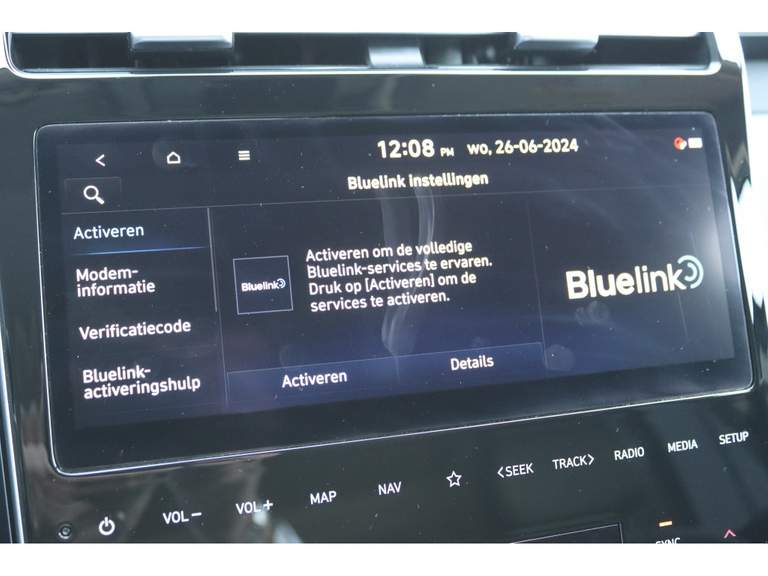 12:08 PM WO, 26-06-2024
Bluelink instellingen
Activeren
Modem-
informatie
Verificatiecode
Bluelink-
activeringshulp
Bluelink
Activeren om de volledige
Bluelink-services te ervaren.
Druk op [Activeren] om de
services te activeren.
Bluelink
Activeren
Details
VOL−
VOL+
MAP
NAV
<SEEK
TRACK>
RADIO
MEDIA
SETUP
SYNC